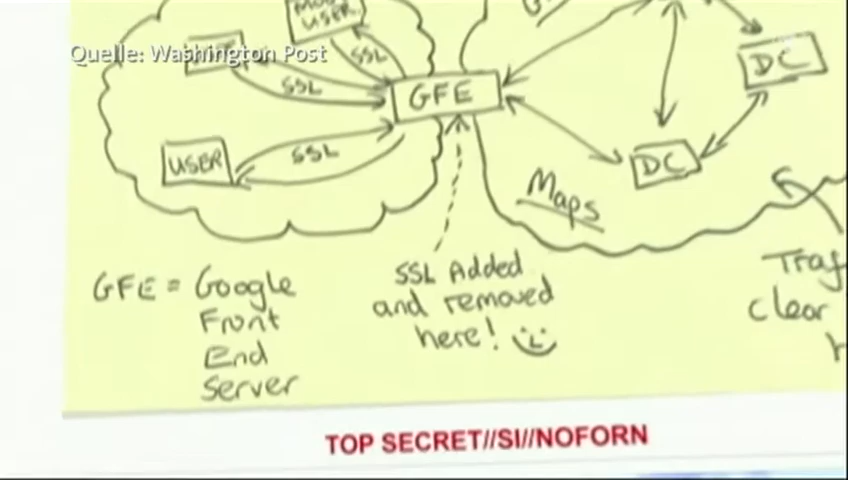 Quelle: Washington Post
USER
SSL
SSL
GFE
DC
USER
SSL
DC
Maps
GFE = Google
Front
End
Server
SSL Added
and removed
here!
clear
TOP SECRET//SI//NOFORN